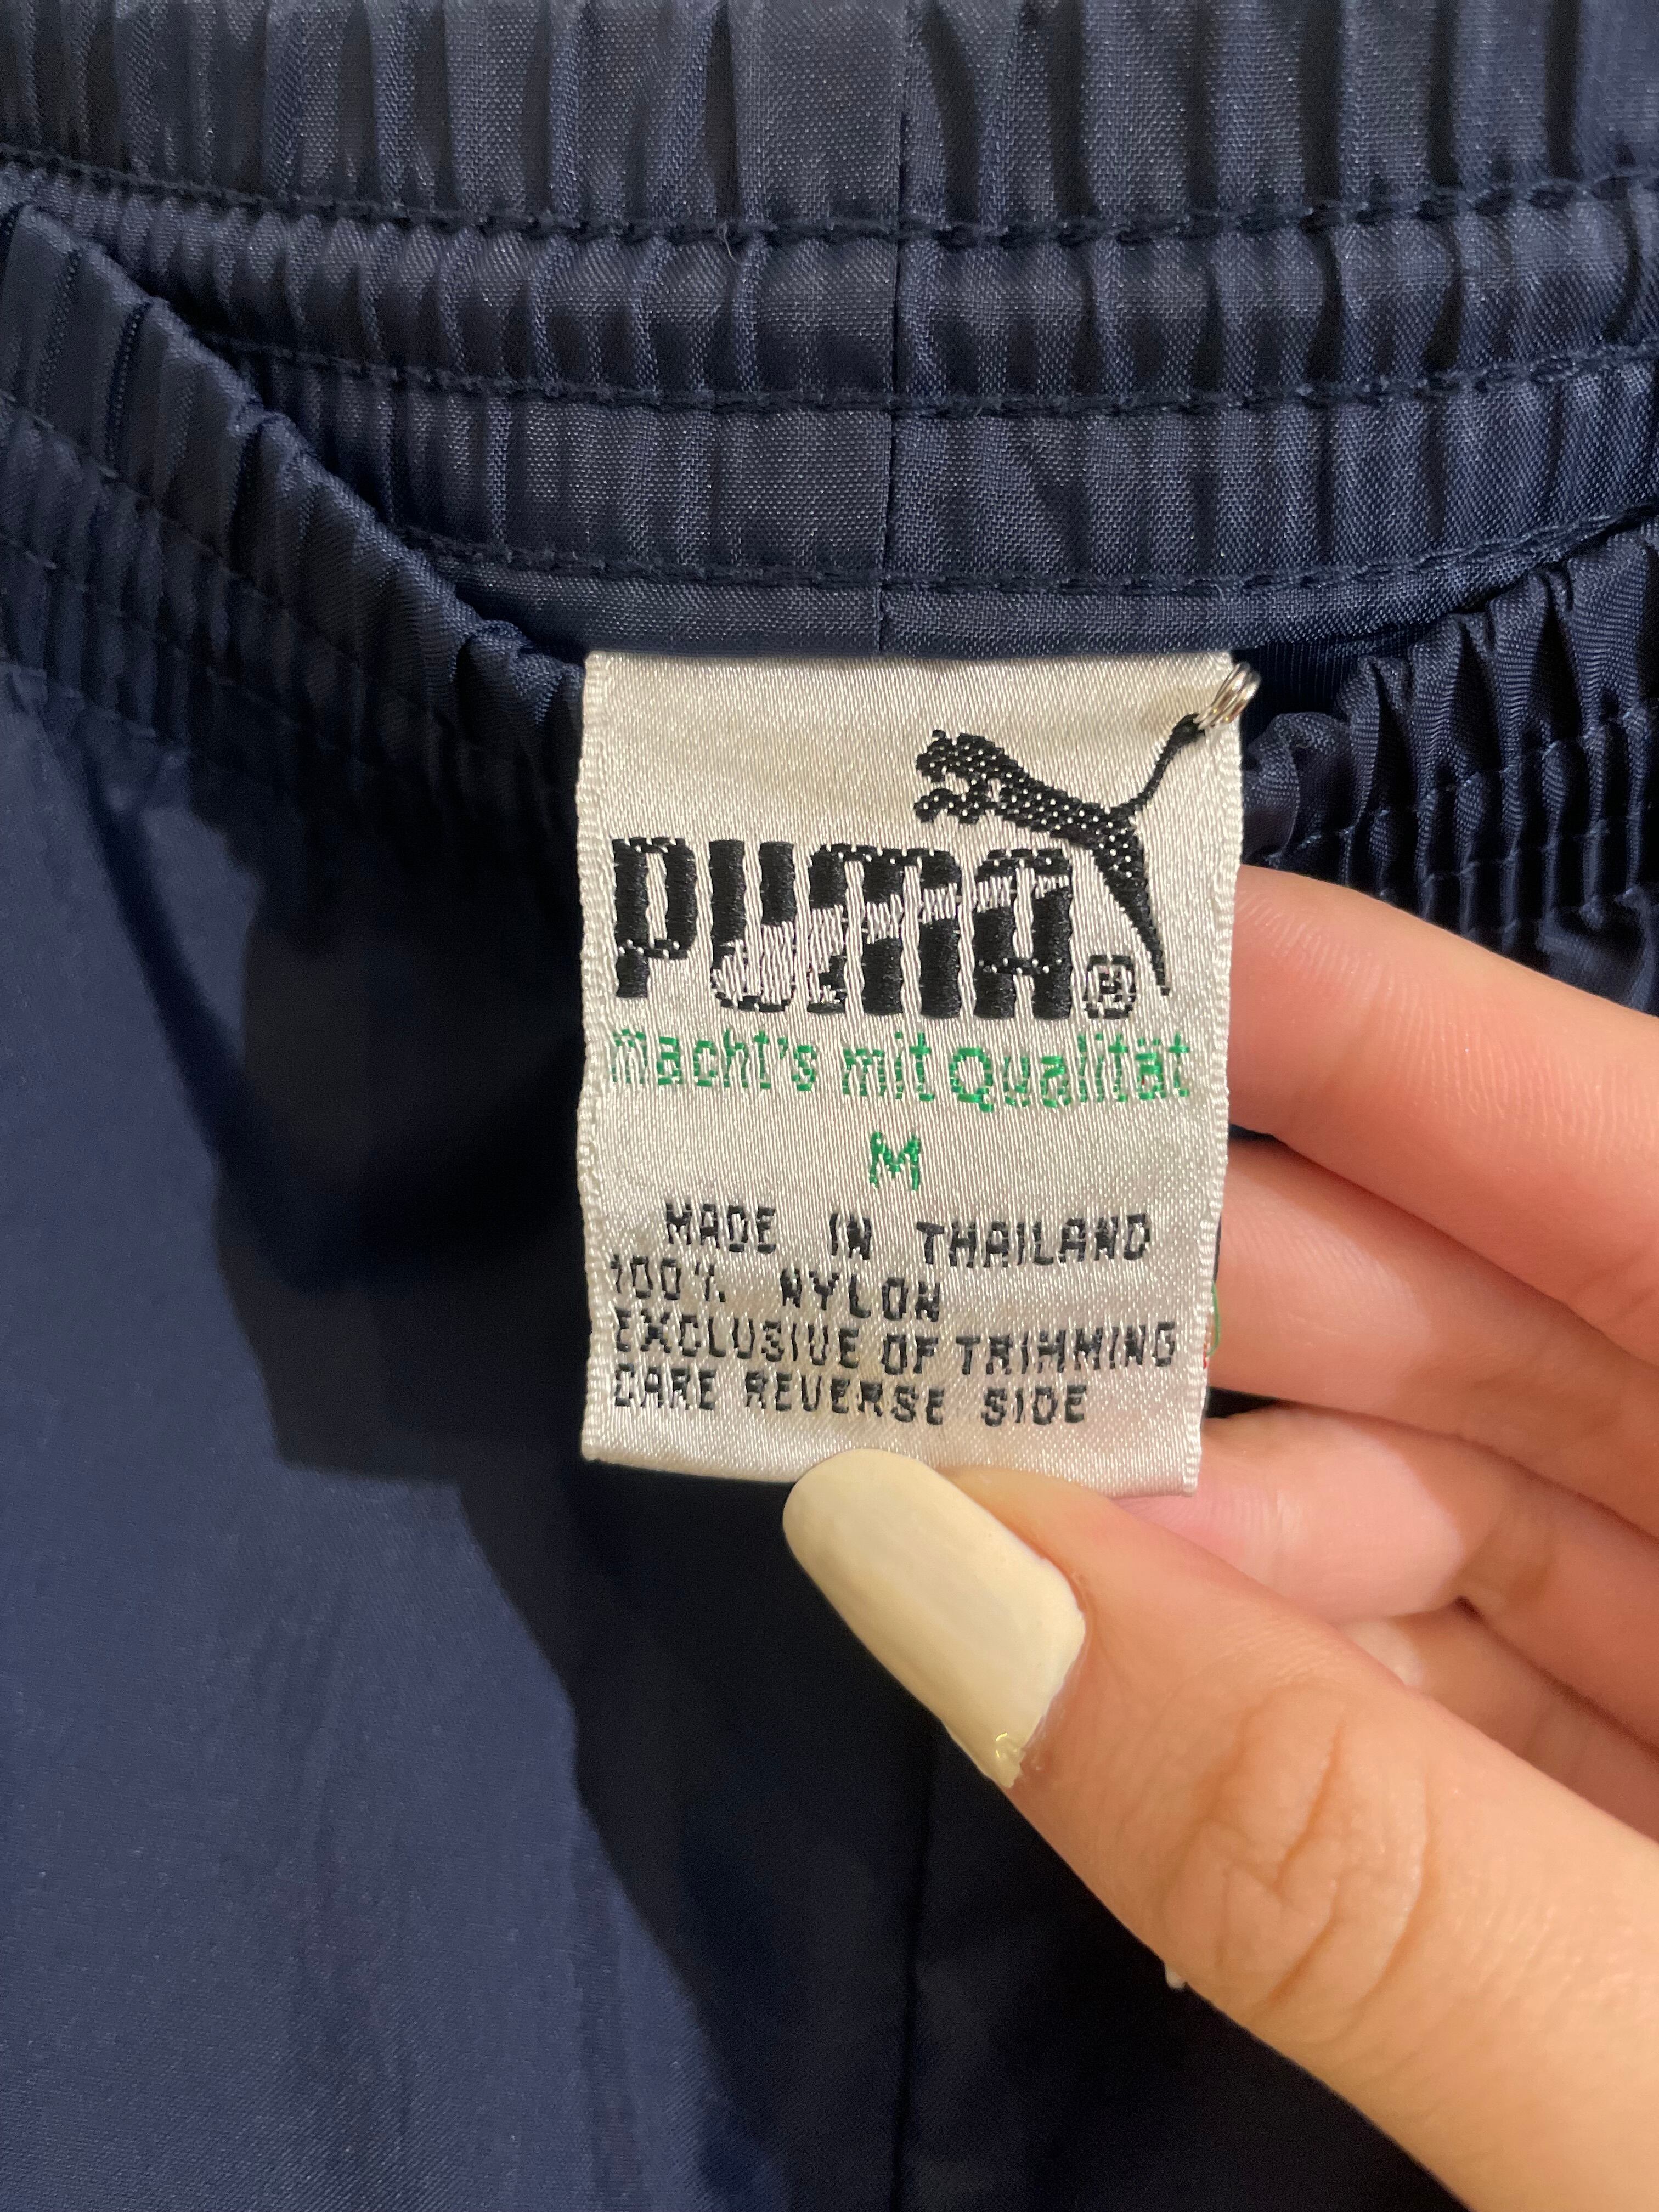 PUMA®
Macht's mit Qualität
M
MADE IN THAILAND
100% NYLON
EXCLUSIVE OF TRIMMING
CARE REVERSE SIDE